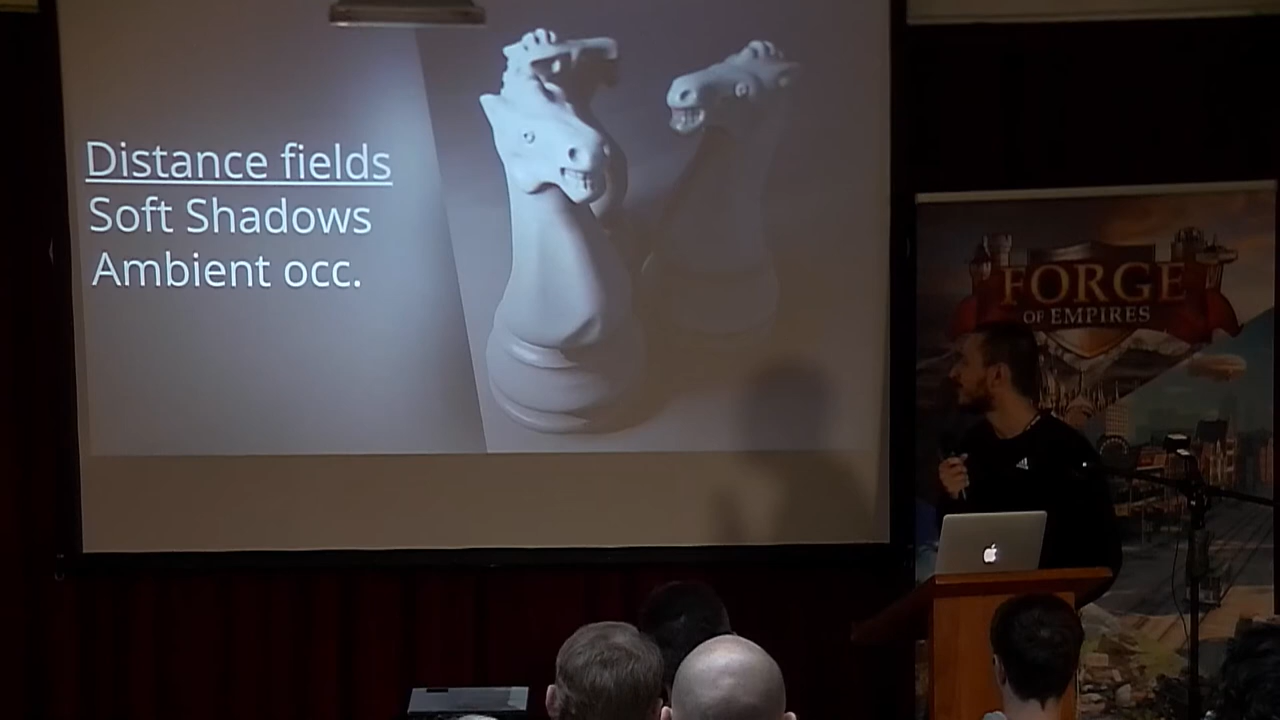 Distance fields
Soft Shadows
Ambient occ.
FORGE
OF EMPIRES